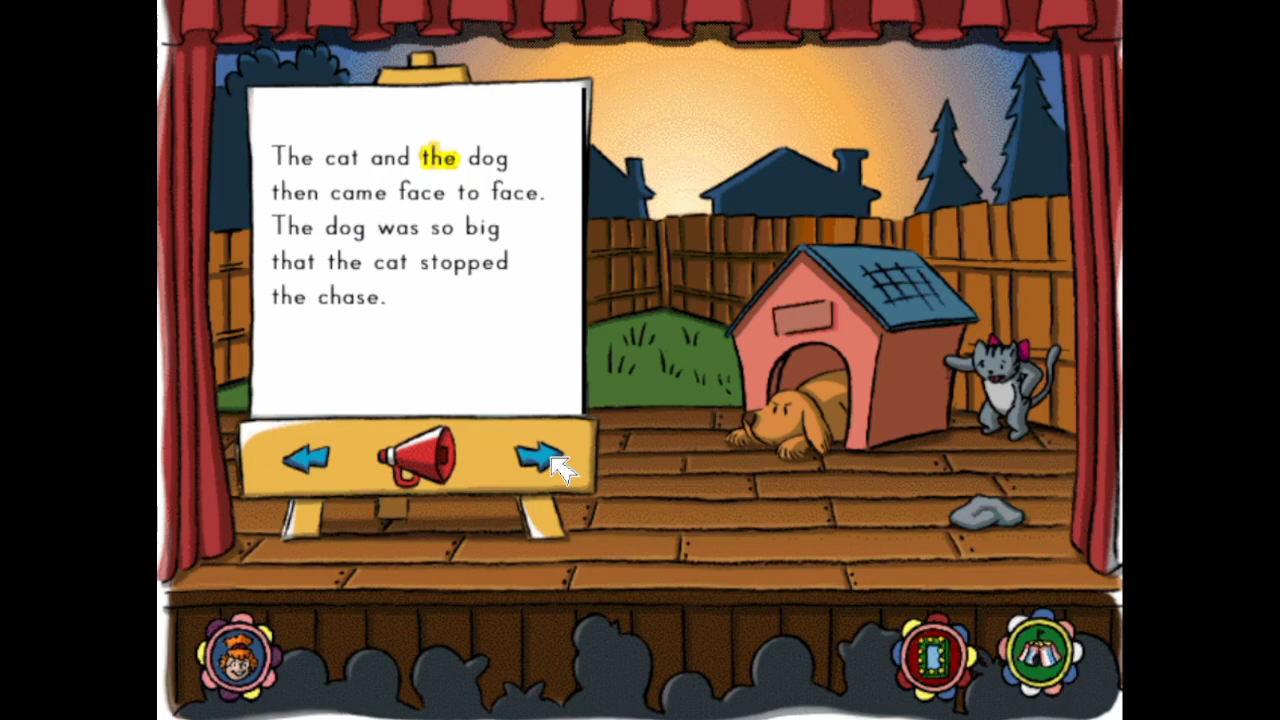 The cat and the dog
then came face to face.
The dog was so big
that the cat stopped
the chase.